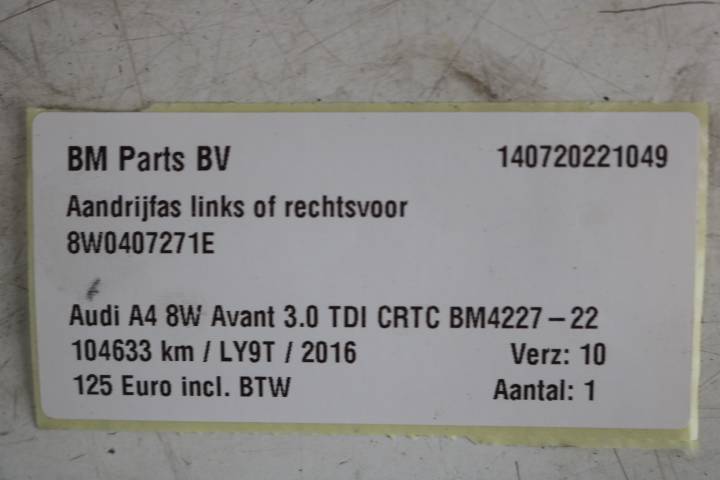 BM Parts BV 140720221049
Aandrijfas links of rechtsvoor
8W0407271E
Audi A4 8W Avant 3.0 TDI CRTC BM4227-22
104633 km / LY9T / 2016 Verz: 10
125 Euro incl. BTW Aantal: 1